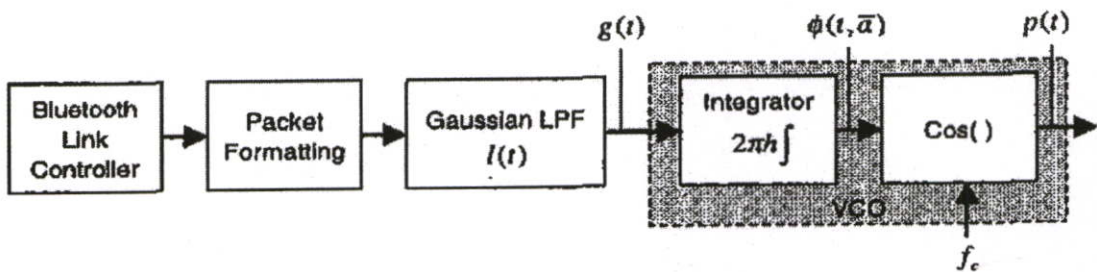 g(t)
ϕ(t, ᾱ)
p(t)
Bluetooth
Link
Controller
Packet
Formatting
Gaussian LPF
l(t)
Integrator
2πh∫
Cos( )
VCO
f_c